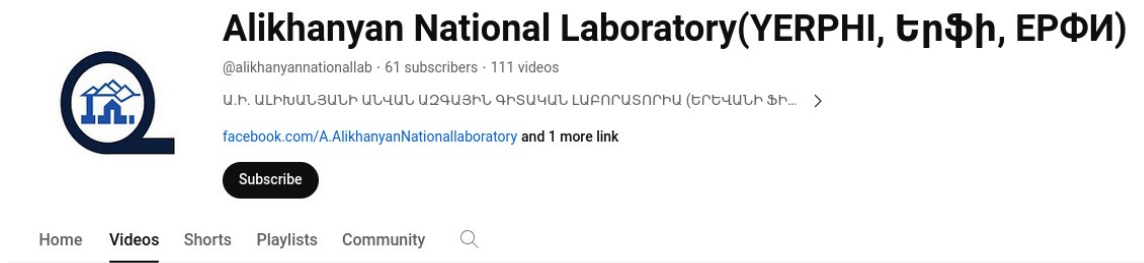 Alikhanyan National Laboratory(YERPHI, Երֆի, ЕРФИ)
@alikhanyannationallab · 61 subscribers · 111 videos
Ա.Ի. ԱԼԻԽԱՆՅԱՆԻ ԱՆՎԱՆ ԱԶԳԱՅԻՆ ԳԻՏԱԿԱՆ ԼԱԲՈՐԱՏՈՐԻԱ (ԵՐԵՎԱՆԻ ՖԻ...
facebook.com/A.AlikhanyanNationallaboratory and 1 more link
Subscribe
Home Videos Shorts Playlists Community